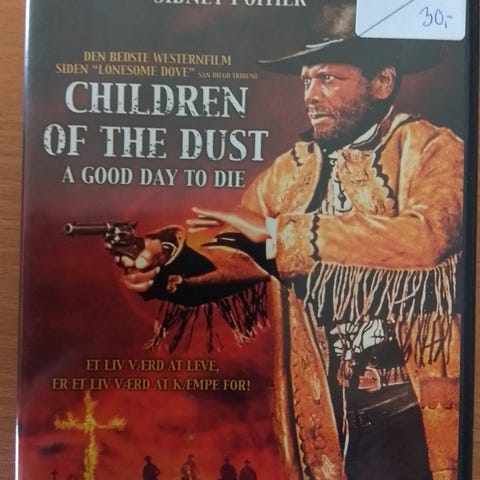 SIDNEY POITIER
30,-
DEN BEDSTE WESTERNFILM
SIDEN "LONESOME DOVE" SAN DIEGO TRIBUNE
CHILDREN
OF THE DUST
A GOOD DAY TO DIE
ET LIV VÆRD AT LEVE,
ER ET LIV VÆRD AT KÆMPE FOR!